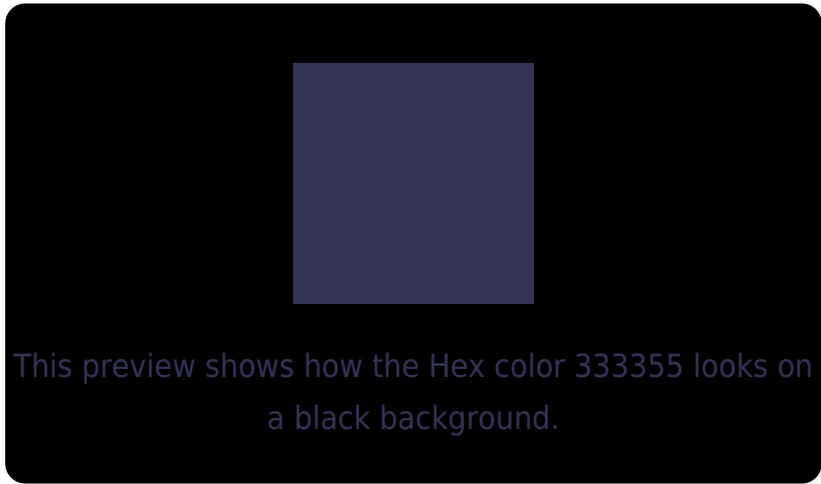 This preview shows how the Hex color 333355 looks on
a black background.